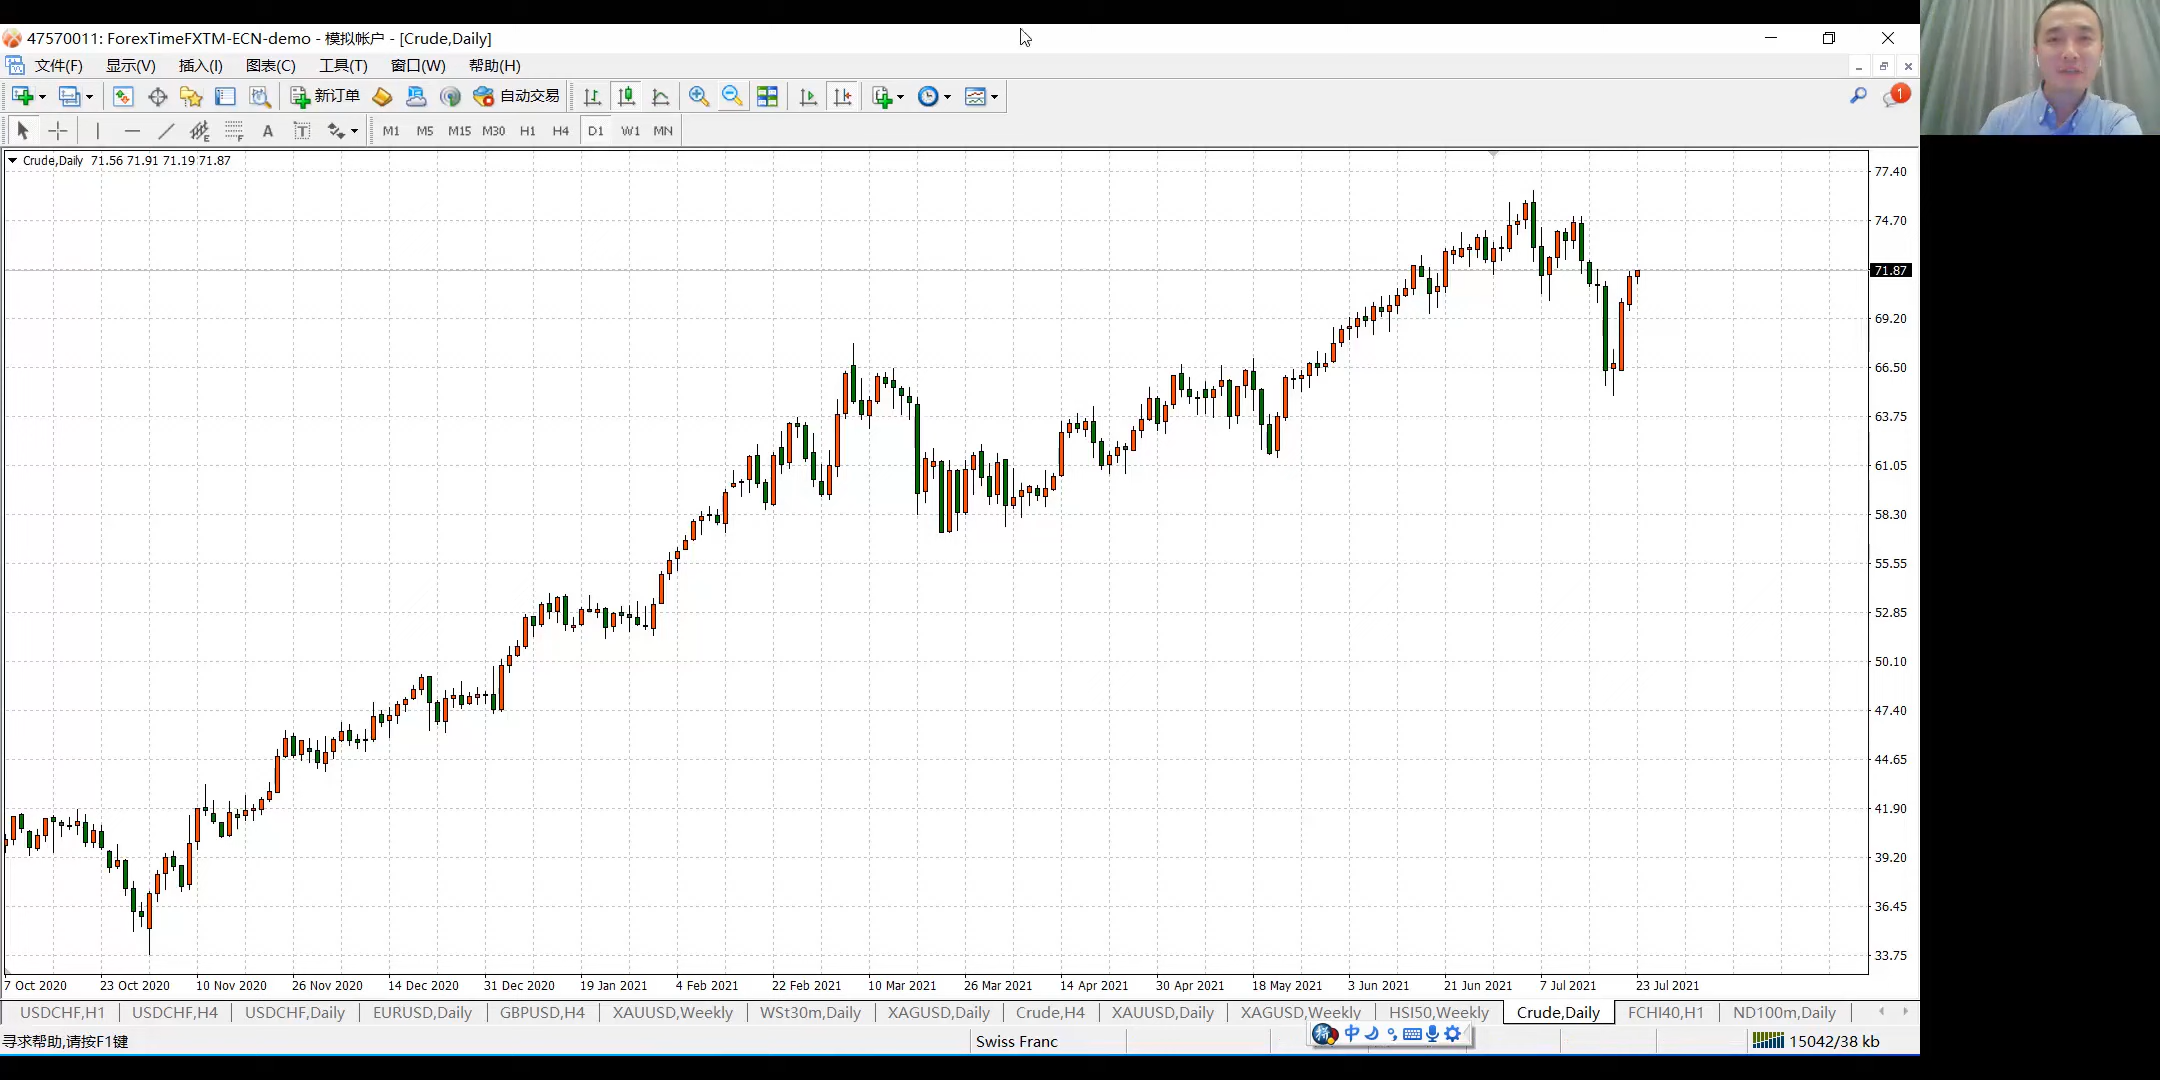 47570011: ForexTimeFXTM-ECN-demo - 模拟帐户 - [Crude,Daily]
文件(F) 显示(V) 插入(I) 图表(C) 工具(T) 窗口(W) 帮助(H)
新订单 自动交易 1
E F A T M1 M5 M15 M30 H1 H4 D1 W1 MN
Crude,Daily 71.56 71.91 71.19 71.87
77.40
74.70
71.87
69.20
66.50
63.75
61.05
58.30
55.55
52.85
50.10
47.40
44.65
41.90
39.20
36.45
33.75
7 Oct 2020 23 Oct 2020 10 Nov 2020 26 Nov 2020 14 Dec 2020 31 Dec 2020 19 Jan 2021 4 Feb 2021 22 Feb 2021 10 Mar 2021 26 Mar 2021 14 Apr 2021 30 Apr 2021 18 May 2021 3 Jun 2021 21 Jun 2021 7 Jul 2021 23 Jul 2021
USDCHF,H1 USDCHF,H4 USDCHF,Daily EURUSD,Daily GBPUSD,H4 XAUUSD,Weekly WSt30m,Daily XAGUSD,Daily Crude,H4 XAUUSD,Daily XAGUSD,Weekly HSI50,Weekly Crude,Daily FCHI40,H1 ND100m,Daily
中
寻求帮助,请按F1键 Swiss Franc 15042/38 kb